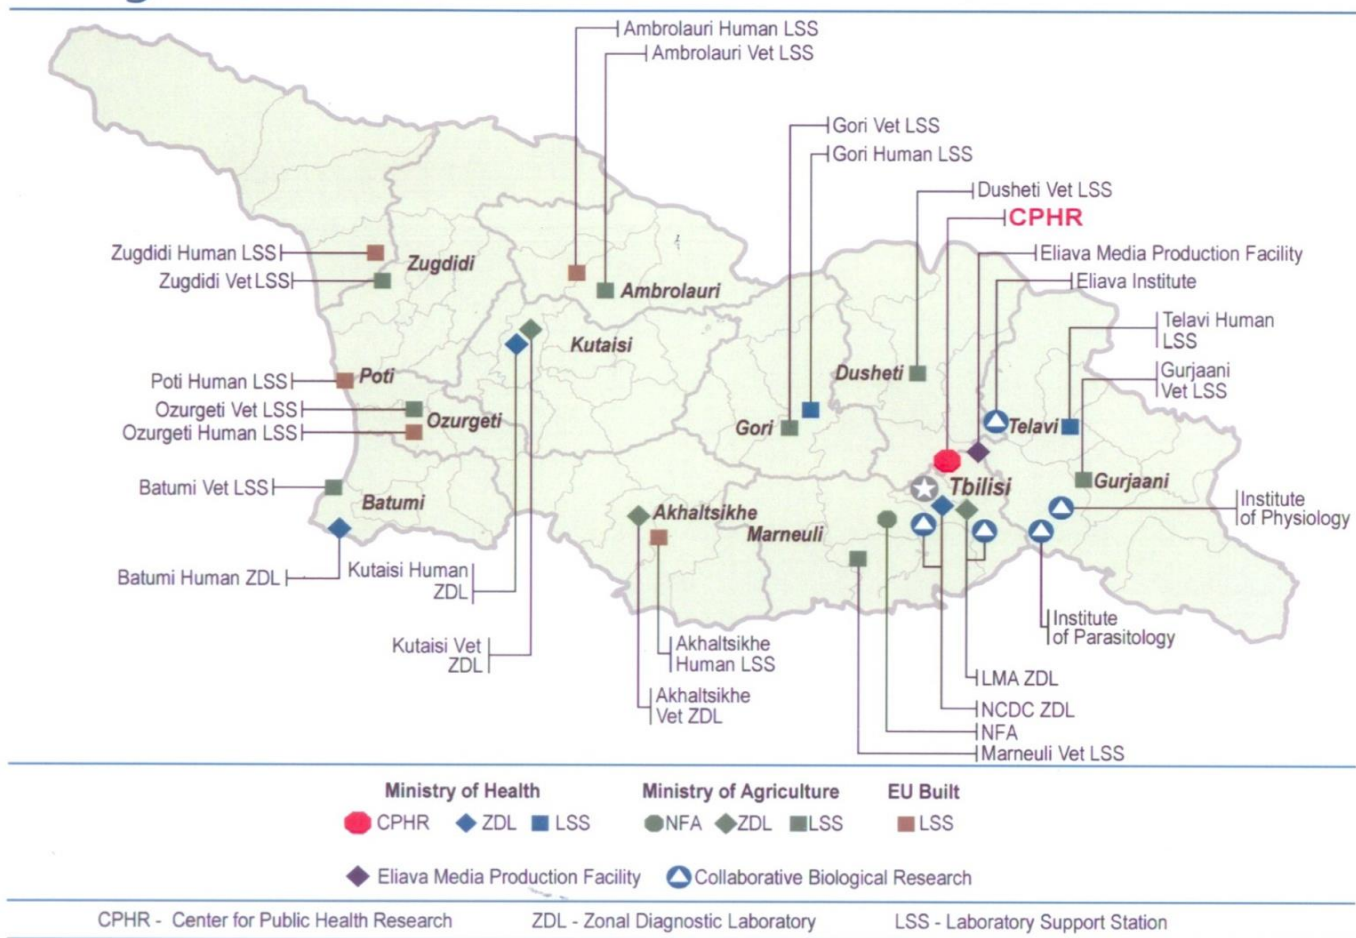 Ambrolauri Human LSS
Ambrolauri Vet LSS
Gori Vet LSS
Gori Human LSS
Dusheti Vet LSS
CPHR
Eliava Media Production Facility
Eliava Institute
Telavi Human
LSS
Gurjaani
Vet LSS
Zugdidi Human LSS
Zugdidi Vet LSS
Zugdidi
Ambrolauri
Kutaisi
Poti Human LSS
Poti
Dusheti
Ozurgeti Vet LSS
Ozurgeti Human LSS
Ozurgeti
Gori
Telavi
Batumi Vet LSS
Batumi
Tbilisi
Gurjaani
Akhaltsikhe
Marneuli
Institute
of Physiology
Batumi Human ZDL
Kutaisi Human
ZDL
Kutaisi Vet
ZDL
Akhaltsikhe
Human LSS
Akhaltsikhe
Vet ZDL
Institute
of Parasitology
LMA ZDL
NCDC ZDL
NFA
Marneuli Vet LSS
Ministry of Health
CPHR ZDL LSS
Ministry of Agriculture
NFA ZDL LSS
EU Built
LSS
Eliava Media Production Facility Collaborative Biological Research
CPHR - Center for Public Health Research ZDL - Zonal Diagnostic Laboratory LSS - Laboratory Support Station